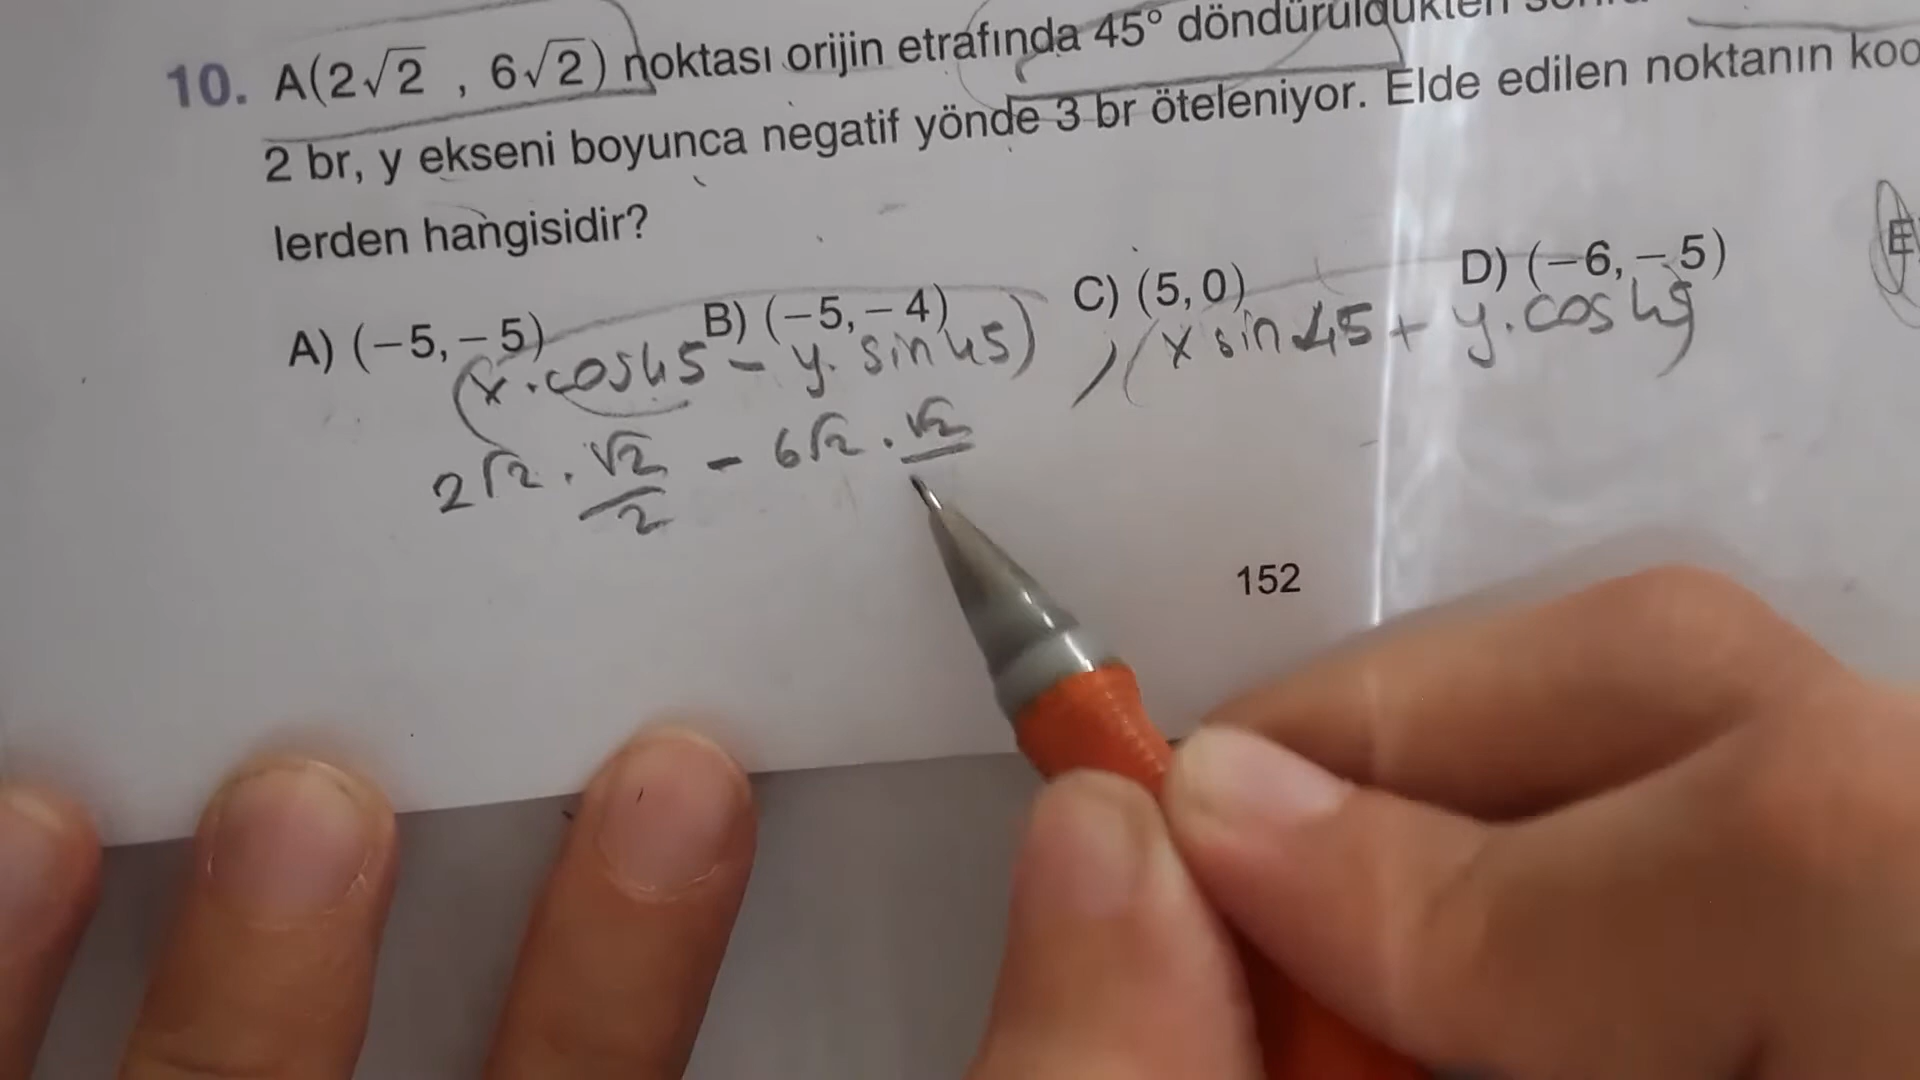 10. A(2√2 , 6√2) noktası orijin etrafında 45° döndürüldükten
2 br, y ekseni boyunca negatif yönde 3 br öteleniyor. Elde edilen noktanın koo
lerden hangisidir?
A) (−5, −5) B) (−5, −4) C) (5, 0) D) (−6, −5) E
(x.cos45 − y.sin45), (x sin45 + y.cos45)
2√2 . √2/2 − 6√2 . √2
152